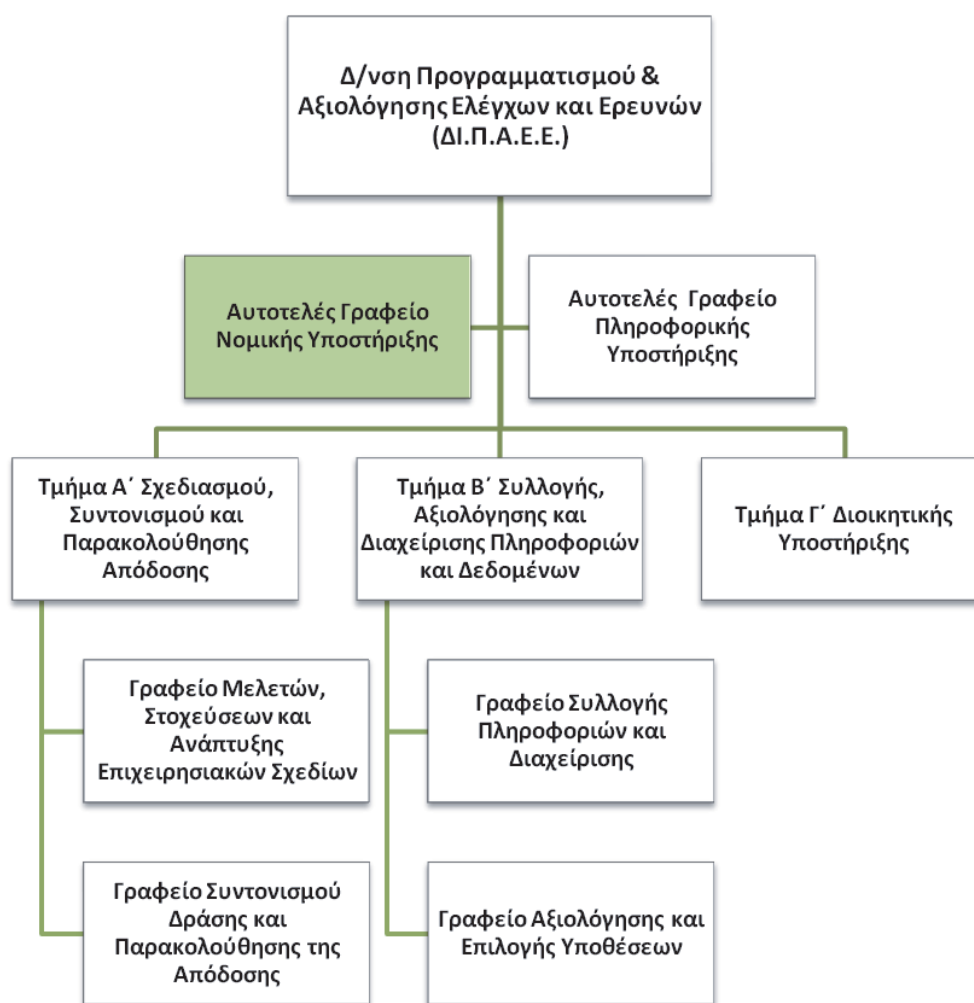 Δ/νση Προγραμματισμού &
Αξιολόγησης Ελέγχων και Ερευνών
(ΔΙ.Π.Α.Ε.Ε.)
Αυτοτελές Γραφείο
Νομικής Υποστήριξης
Αυτοτελές Γραφείο
Πληροφορικής
Υποστήριξης
Τμήμα Α΄ Σχεδιασμού,
Συντονισμού και
Παρακολούθησης
Απόδοσης
Τμήμα Β΄ Συλλογής,
Αξιολόγησης και
Διαχείρισης Πληροφοριών
και Δεδομένων
Τμήμα Γ΄ Διοικητικής
Υποστήριξης
Γραφείο Μελετών,
Στοχεύσεων και
Ανάπτυξης
Επιχειρησιακών Σχεδίων
Γραφείο Συλλογής
Πληροφοριών και
Διαχείρισης
Γραφείο Συντονισμού
Δράσης και
Παρακολούθησης της
Απόδοσης
Γραφείο Αξιολόγησης και
Επιλογής Υποθέσεων